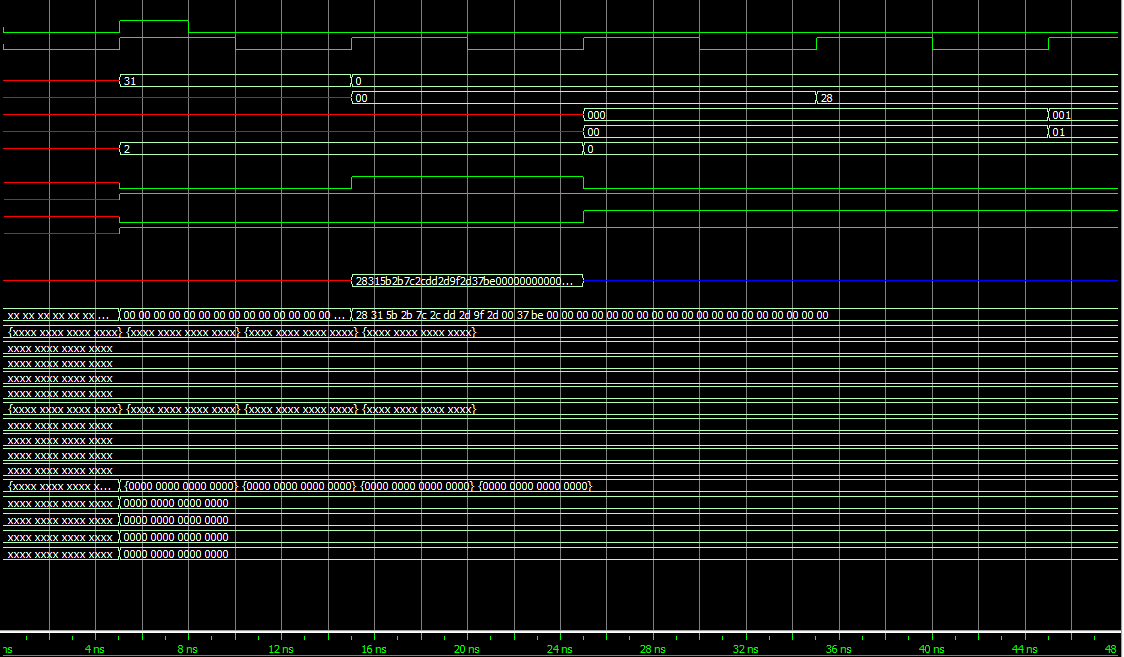 31 0
00 28
000 001
00 01
2 0
28315b2b7c2cdd2d9f2d37be00000000000...
xx xx xx xx xx xx ... 00 00 00 00 00 00 00 00 00 00 00 00 00 00 ... 28 31 5b 2b 7c 2c dd 2d 9f 2d 00 37 be 00 00 00 00 00 00 00 00 00 00 00 00 00 00 00 00 00 00 00
{xxxx xxxx xxxx xxxx} {xxxx xxxx xxxx xxxx} {xxxx xxxx xxxx xxxx} {xxxx xxxx xxxx xxxx}
xxxx xxxx xxxx xxxx
xxxx xxxx xxxx xxxx
xxxx xxxx xxxx xxxx
xxxx xxxx xxxx xxxx
{xxxx xxxx xxxx xxxx} {xxxx xxxx xxxx xxxx} {xxxx xxxx xxxx xxxx} {xxxx xxxx xxxx xxxx}
xxxx xxxx xxxx xxxx
xxxx xxxx xxxx xxxx
xxxx xxxx xxxx xxxx
xxxx xxxx xxxx xxxx
{xxxx xxxx xxxx x... {0000 0000 0000 0000} {0000 0000 0000 0000} {0000 0000 0000 0000} {0000 0000 0000 0000}
xxxx xxxx xxxx xxxx 0000 0000 0000 0000
xxxx xxxx xxxx xxxx 0000 0000 0000 0000
xxxx xxxx xxxx xxxx 0000 0000 0000 0000
xxxx xxxx xxxx xxxx 0000 0000 0000 0000
ns 4 ns 8 ns 12 ns 16 ns 20 ns 24 ns 28 ns 32 ns 36 ns 40 ns 44 ns 48